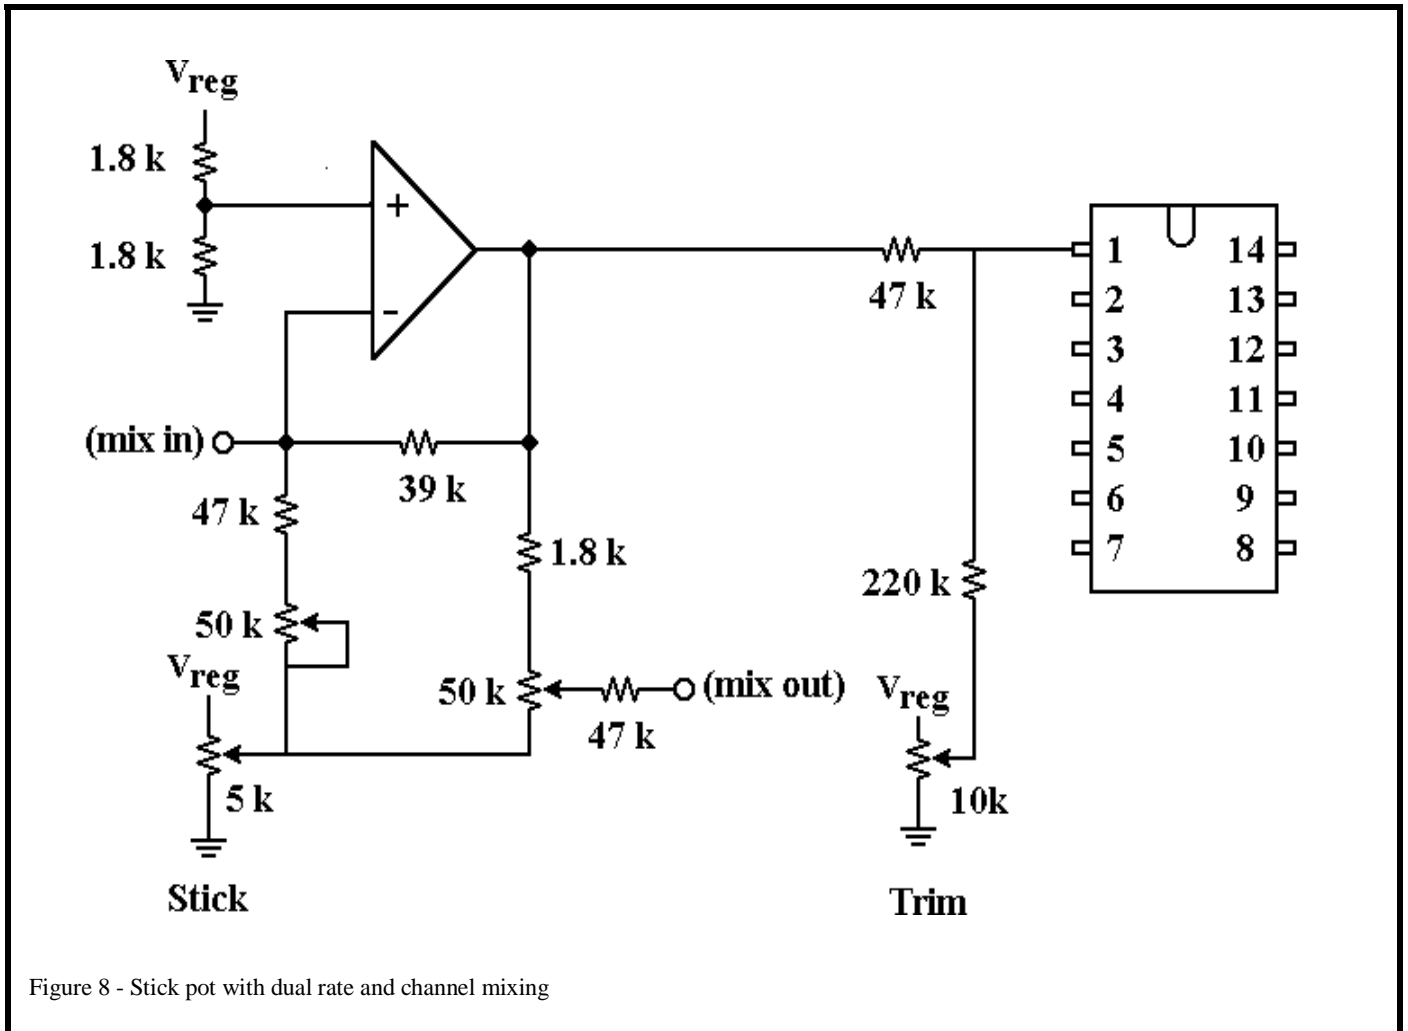 Vreg
1.8 k
1.8 k
+
-
47 k
1 14
2 13
3 12
4 11
5 10
6 9
7 8
(mix in)
39 k
47 k
1.8 k
220 k
50 k
Vreg
50 k
(mix out)
47 k
Vreg
5 k
10k
Stick
Trim
Figure 8 - Stick pot with dual rate and channel mixing